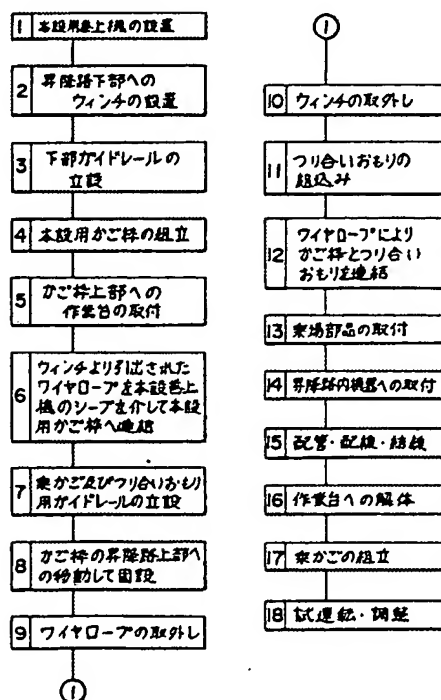 1 本設用巻上機の設置
2 昇降路下部への
ウィンチの設置
3 下部ガイドレールの
立設
4 本設用かご枠の組立
5 かご枠上部への
作業台の取付
6 ウィンチより引出された
ワイヤロープを本設巻上
機のシーブを介して本設
用かご枠へ連結
7 乗かご及びつり合いおもり
用ガイドレールの立設
8 かご枠の昇降路上部へ
の移動して固設
9 ワイヤロープの取外し
1
1
10 ウィンチの取外し
11 つり合いおもりの
組込み
12 ワイヤロープにより
かご枠とつり合い
おもりを連結
13 乗場部品の取付
14 昇降路内機器への取付
15 配管・配線・結線
16 作業台への解体
17 乗かごの組立
18 試運転・調整